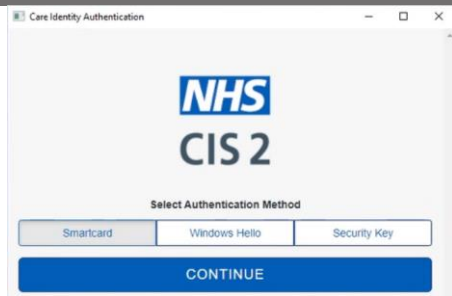 Care Identity Authentication
NHS
CIS 2
Select Authentication Method
Smartcard Windows Hello Security Key
CONTINUE